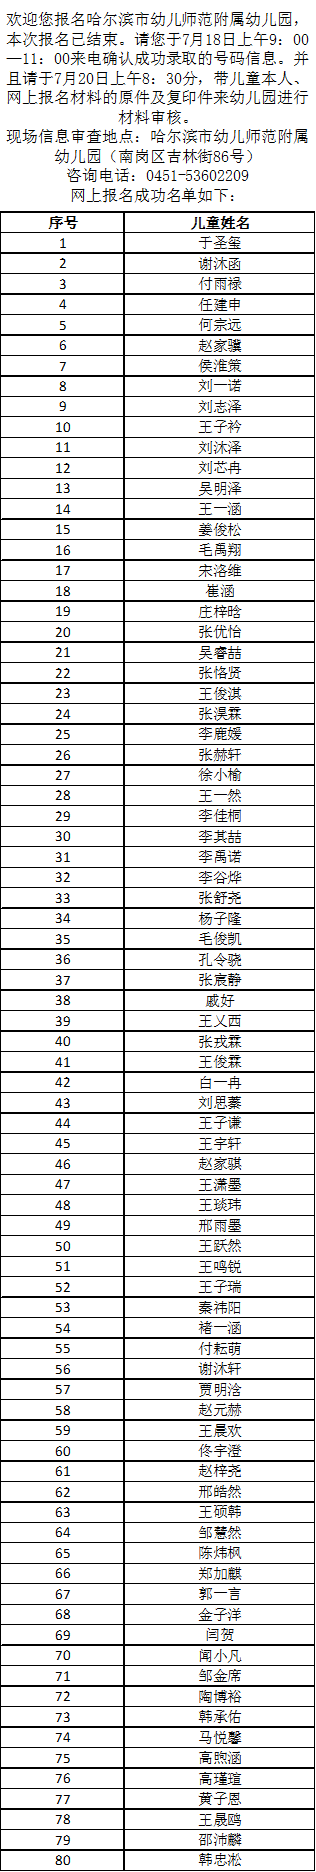 欢迎您报名哈尔滨市幼儿师范附属幼儿园，
本次报名已结束。请您于7月18日上午9：00
—11：00来电确认成功录取的号码信息。并
且请于7月20日上午8：30分，带儿童本人、
网上报名材料的原件及复印件来幼儿园进行
材料审核。
现场信息审查地点：哈尔滨市幼儿师范附属
幼儿园（南岗区吉林街86号）
咨询电话：0451-53602209
网上报名成功名单如下：
序号 儿童姓名
1 于圣玺
2 谢沐函
3 付雨禄
4 任建申
5 何宗远
6 赵家骥
7 侯淮策
8 刘一诺
9 刘志泽
10 王子衿
11 刘沐泽
12 刘芯冉
13 吴明泽
14 王一涵
15 姜俊松
16 毛禹翔
17 宋洛维
18 崔涵
19 庄梓晗
20 张优怡
21 吴睿喆
22 张恪贤
23 王俊淇
24 张淏霖
25 李鹿媛
26 张赫轩
27 徐小榆
28 王一然
29 李佳桐
30 李其喆
31 李禹诺
32 李谷烨
33 张舒尧
34 杨子隆
35 毛俊凯
36 孔令骁
37 张宸静
38 戚好
39 王乂西
40 张戎霖
41 王俊霖
42 白一冉
43 刘思蓁
44 王子谦
45 王宇轩
46 赵家骐
47 王潇墨
48 王琰玮
49 邢雨墨
50 王跃然
51 王鸣锐
52 王子瑞
53 秦祎阳
54 褚一涵
55 付耘萌
56 谢沐轩
57 贾明浛
58 赵元赫
59 王晨欢
60 佟宇澄
61 赵梓尧
62 邢皓然
63 王硕韩
64 邹慧然
65 陈炜枫
66 郑加麒
67 郭一言
68 金子洋
69 闫贺
70 闻小凡
71 邹金席
72 陶博裕
73 韩承佑
74 马悦馨
75 高煦涵
76 高瑾瑄
77 黄子恩
78 王晟鸥
79 邵沛麟
80 韩忠凇